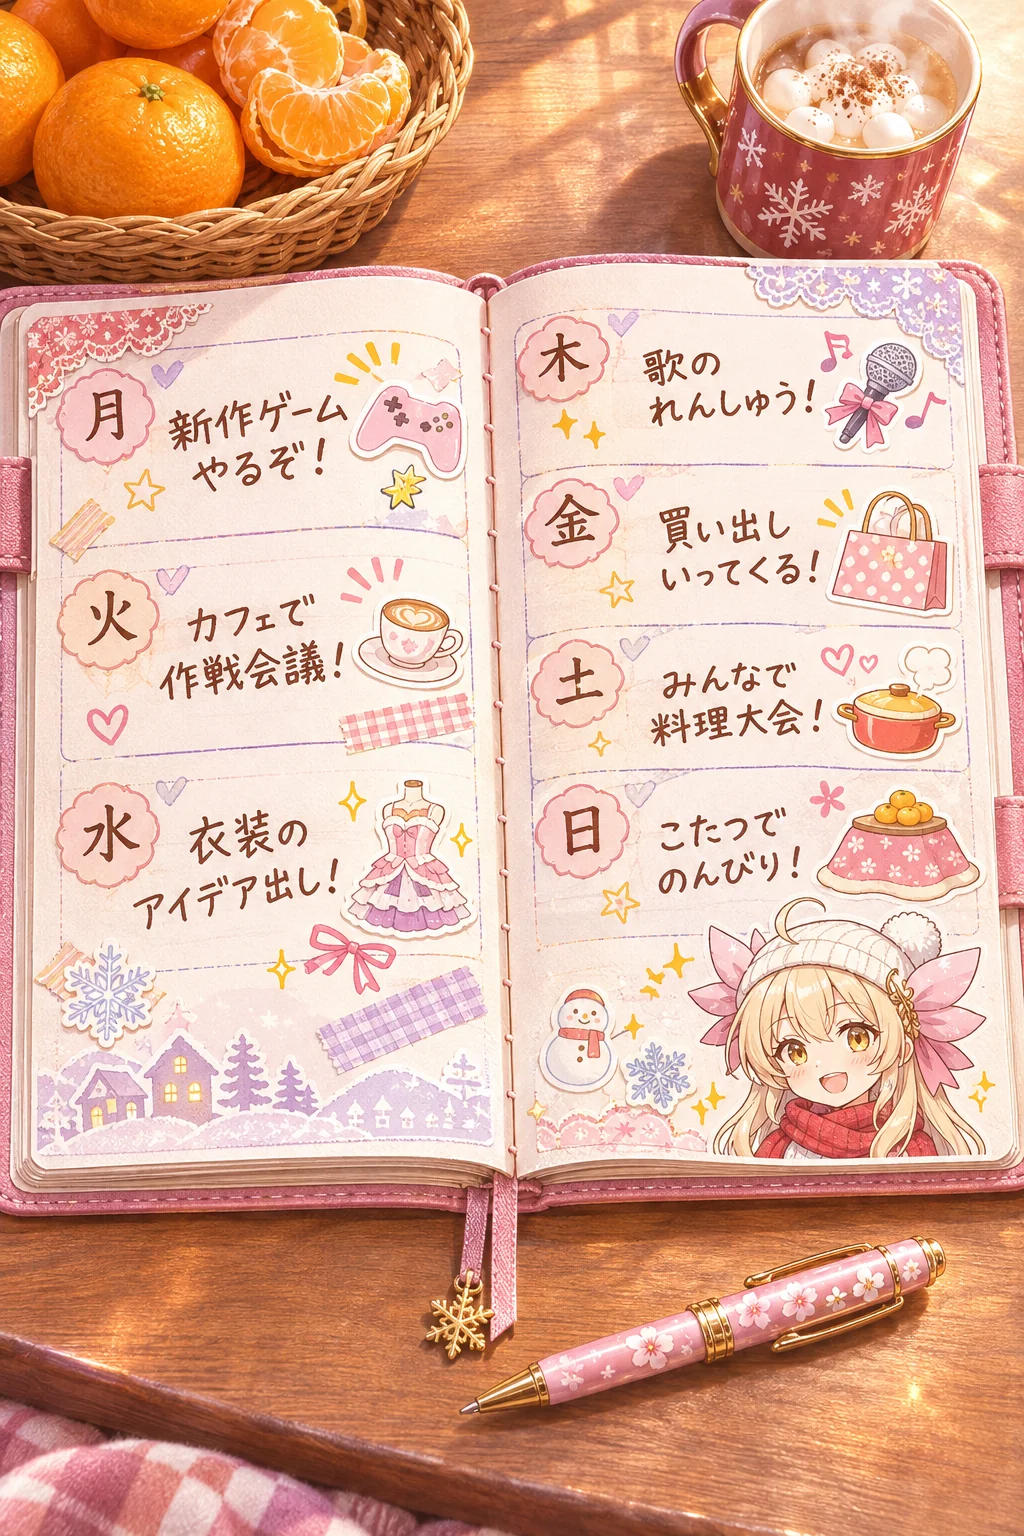 月
新作ゲーム
やるぞ！
火
カフェで
作戦会議！
水
衣装の
アイデア出し！
木
歌の
れんしゅう！
金
買い出し
いってくる！
土
みんなで
料理大会！
日
こたつで
のんびり！